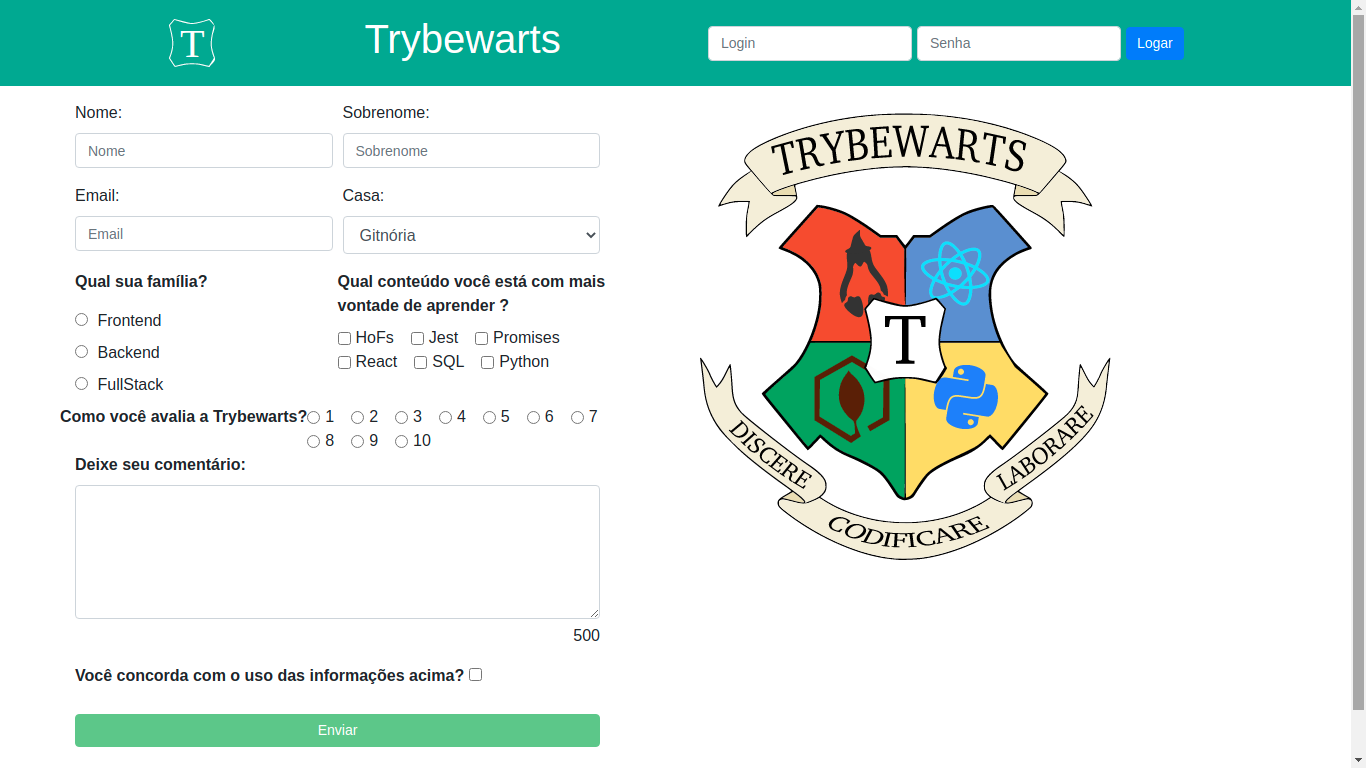 T
Trybewarts
Login
Senha
Logar
Nome:
Sobrenome:
Nome
Sobrenome
Email:
Casa:
Email
Gitnória
Qual sua família?
Frontend
Backend
FullStack
Qual conteúdo você está com mais
vontade de aprender ?
HoFs Jest Promises
React SQL Python
Como você avalia a Trybewarts? 1 2 3 4 5 6 7
8 9 10
Deixe seu comentário:
500
Você concorda com o uso das informações acima?
Enviar
TRYBEWARTS
T
DISCERE
CODIFICARE
LABORARE